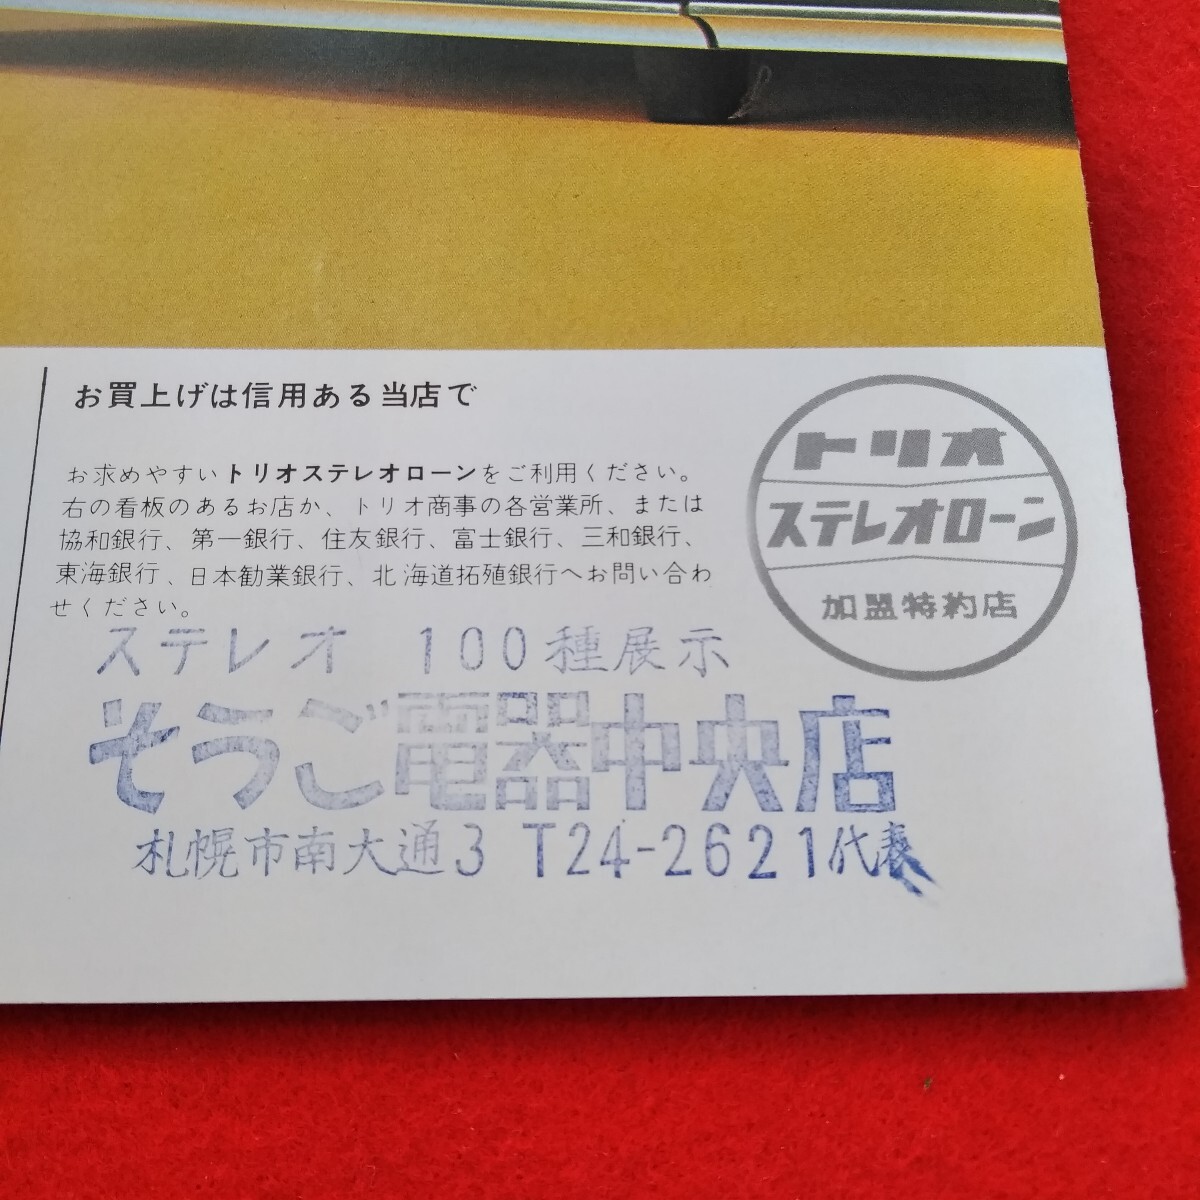 お買上げは信用ある当店で
お求めやすいトリオステレオローンをご利用ください。
右の看板のあるお店か、トリオ商事の各営業所、または
協和銀行、第一銀行、住友銀行、富士銀行、三和銀行、
東海銀行、日本勧業銀行、北海道拓殖銀行へお問い合わ
せください。
トリオ
ステレオローン
加盟特約店
ステレオ 100種展示
そうご電器中央店
札幌市南大通3 T24-2621代表